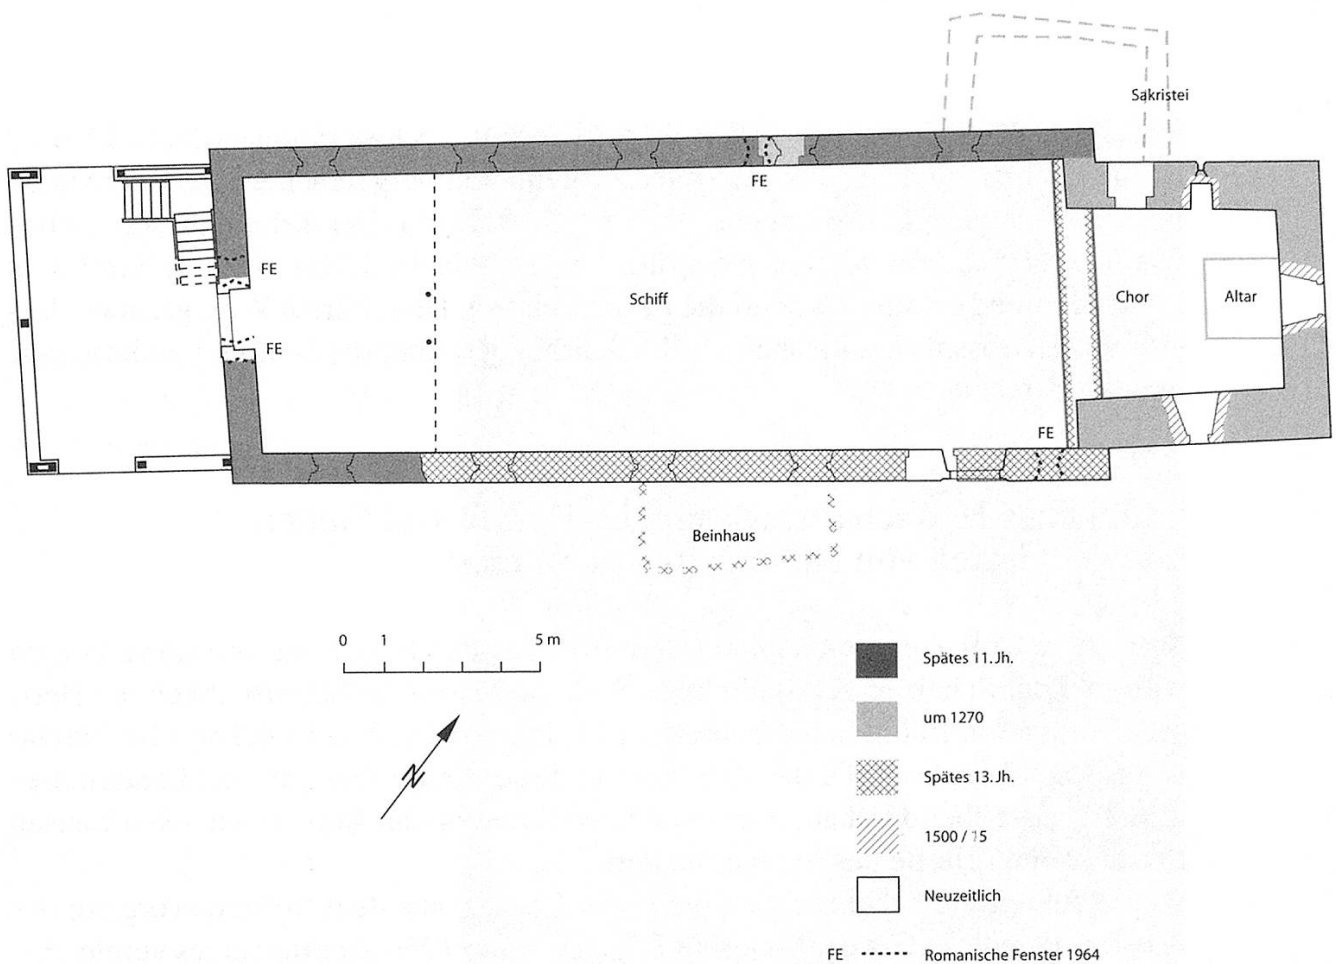 Sakristei
FE
FE
Schiff
Chor
Altar
FE
FE
Beinhaus
0 1 5 m
N
Spätes 11. Jh.
um 1270
Spätes 13. Jh.
1500 / 15
Neuzeitlich
FE Romanische Fenster 1964